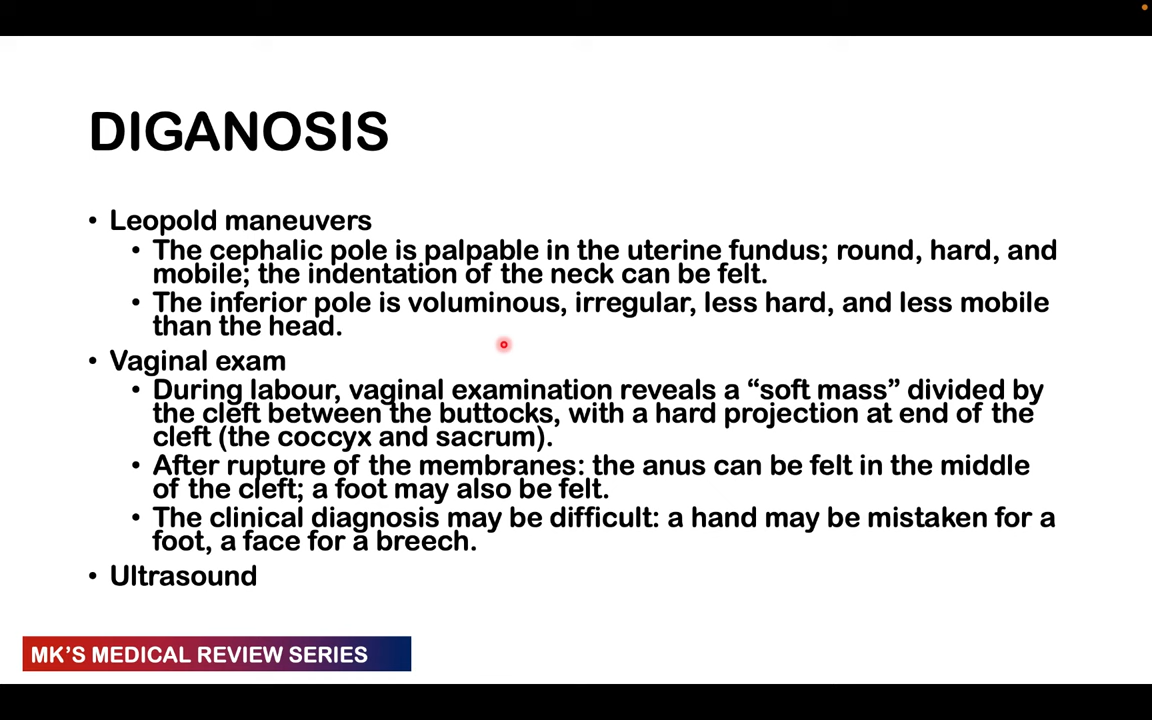 DIGANOSIS
• Leopold maneuvers
• The cephalic pole is palpable in the uterine fundus; round, hard, and
mobile; the indentation of the neck can be felt.
• The inferior pole is voluminous, irregular, less hard, and less mobile
than the head.
• Vaginal exam
• During labour, vaginal examination reveals a “soft mass” divided by
the cleft between the buttocks, with a hard projection at end of the
cleft (the coccyx and sacrum).
• After rupture of the membranes: the anus can be felt in the middle
of the cleft; a foot may also be felt.
• The clinical diagnosis may be difficult: a hand may be mistaken for a
foot, a face for a breech.
• Ultrasound
MK’S MEDICAL REVIEW SERIES